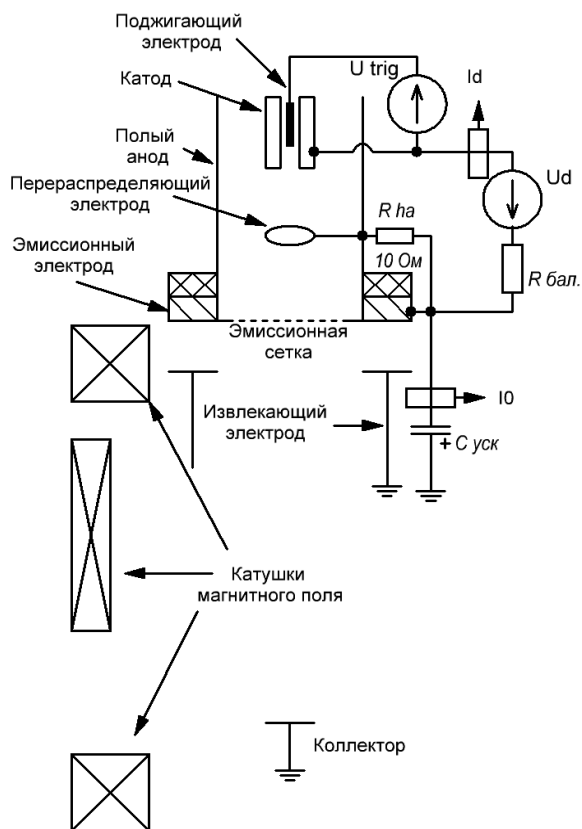 Поджигающий
электрод
U trig
Id
Катод
Полый
анод
Ud
Перераспределяющий
электрод
R ha
10 Ом
Эмиссионный
электрод
R бал.
Эмиссионная
сетка
Извлекающий
электрод
I0
+ C уск
Катушки
магнитного поля
Коллектор